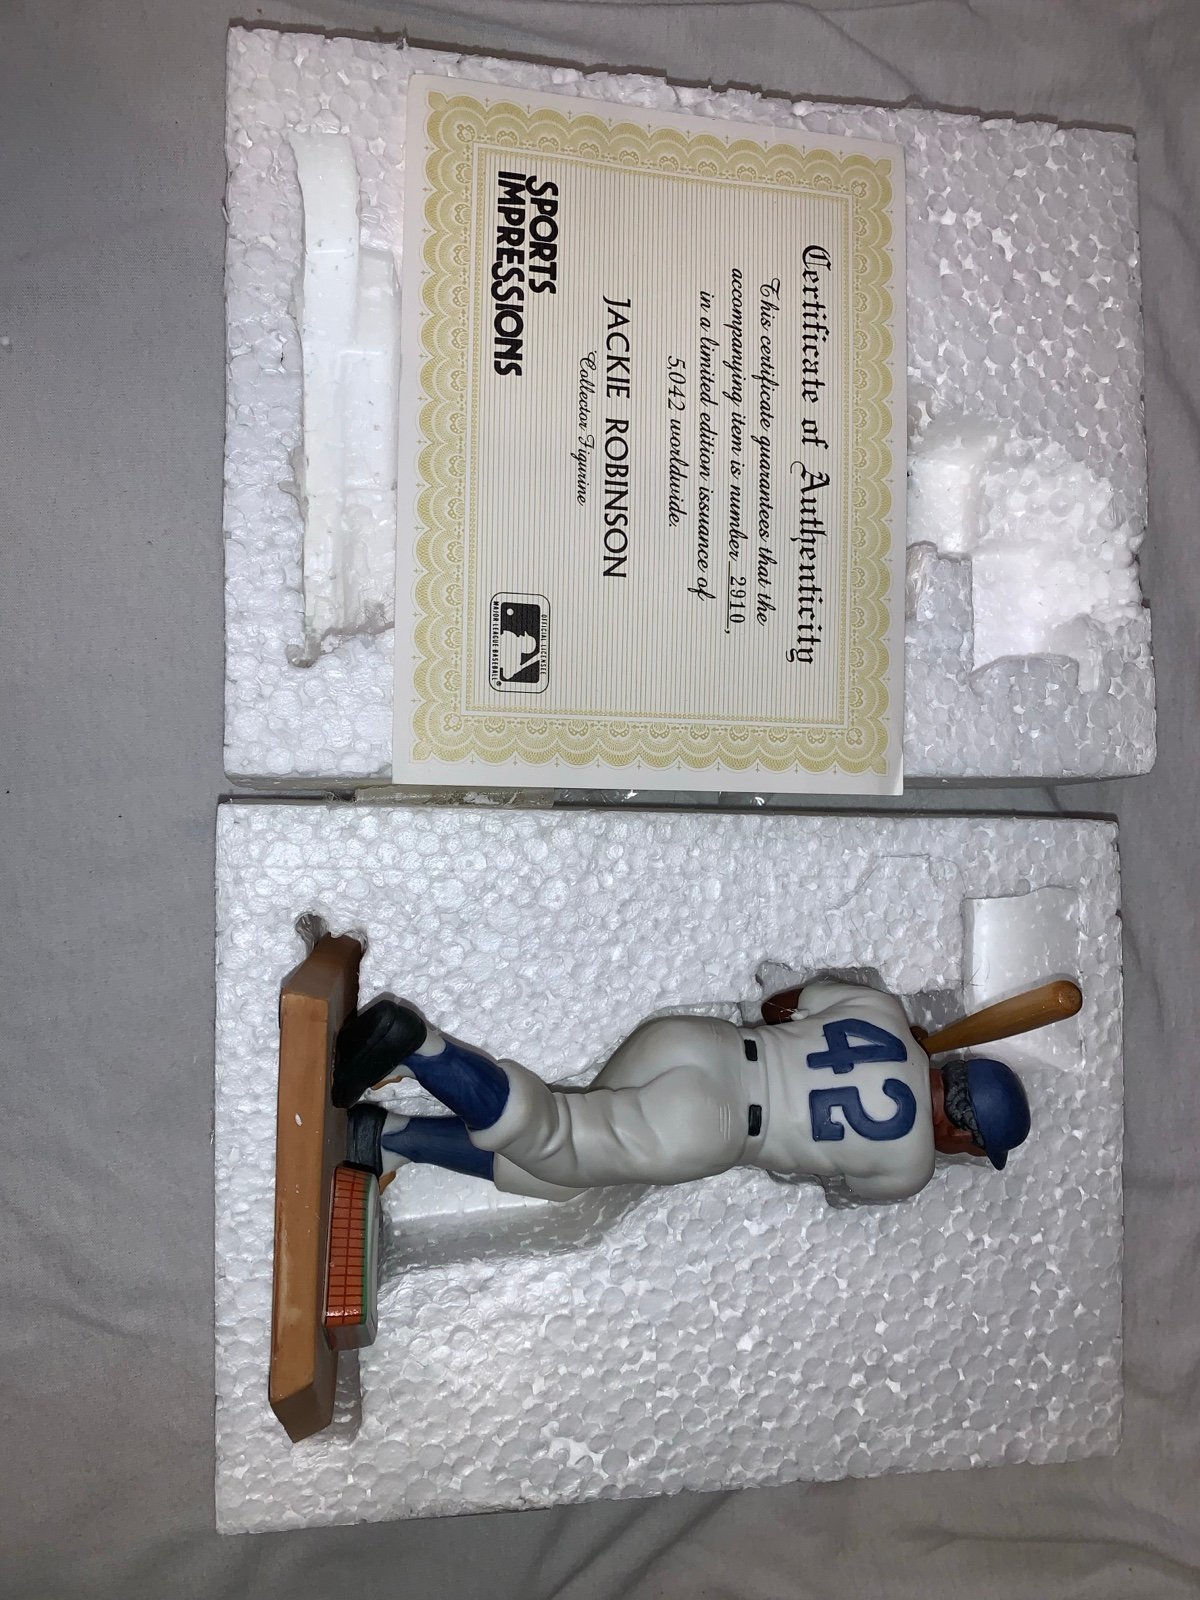 Certificate of Authenticity
This certificate guarantees that the
accompanying item is number 2910,
in a limited edition issuance of
5,042 worldwide.
JACKIE ROBINSON
Collector Figurine
SPORTS
IMPRESSIONS
OFFICIAL LICENSEE
MAJOR LEAGUE BASEBALL®
42